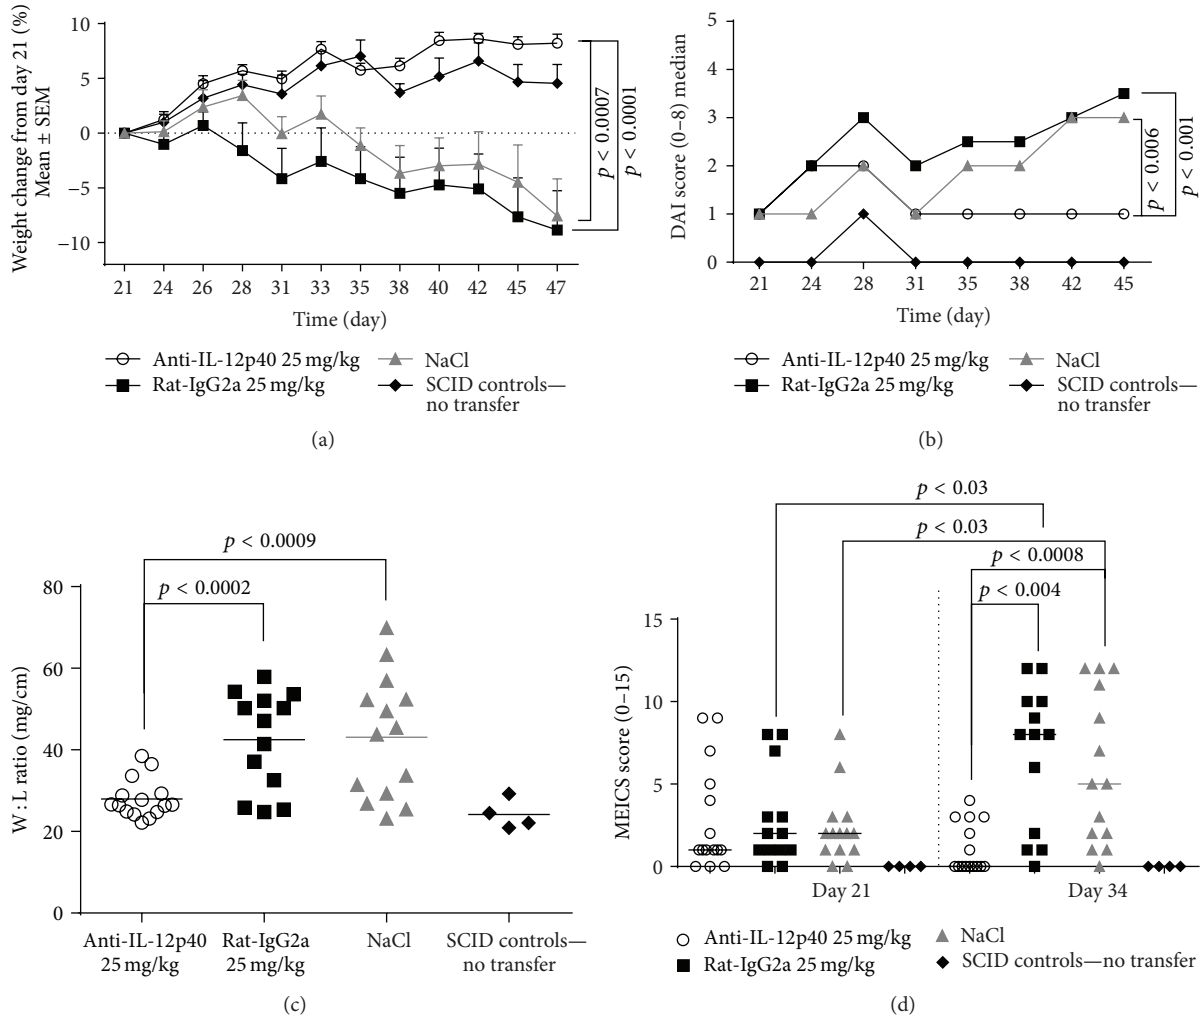 Weight change from day 21 (%)
Mean ± SEM
10
5
0
−5
−10
21 24 26 28 31 33 35 38 40 42 45 47
Time (day)
p < 0.0007
p < 0.0001
Anti-IL-12p40 25 mg/kg
Rat-IgG2a 25 mg/kg
NaCl
SCID controls—
no transfer
(a)
DAI score (0–8) median
5
4
3
2
1
0
21 24 28 31 35 38 42 45
Time (day)
p < 0.006
p < 0.001
Anti-IL-12p40 25 mg/kg
Rat-IgG2a 25 mg/kg
NaCl
SCID controls—
no transfer
(b)
W : L ratio (mg/cm)
80
60
40
20
0
p < 0.0009
p < 0.0002
Anti-IL-12p40
25 mg/kg
Rat-IgG2a
25 mg/kg
NaCl
SCID controls—
no transfer
(c)
MEICS score (0–15)
15
10
5
0
p < 0.03
p < 0.03
p < 0.0008
p < 0.004
Day 21
Day 34
Anti-IL-12p40 25 mg/kg
Rat-IgG2a 25 mg/kg
NaCl
SCID controls—no transfer
(d)